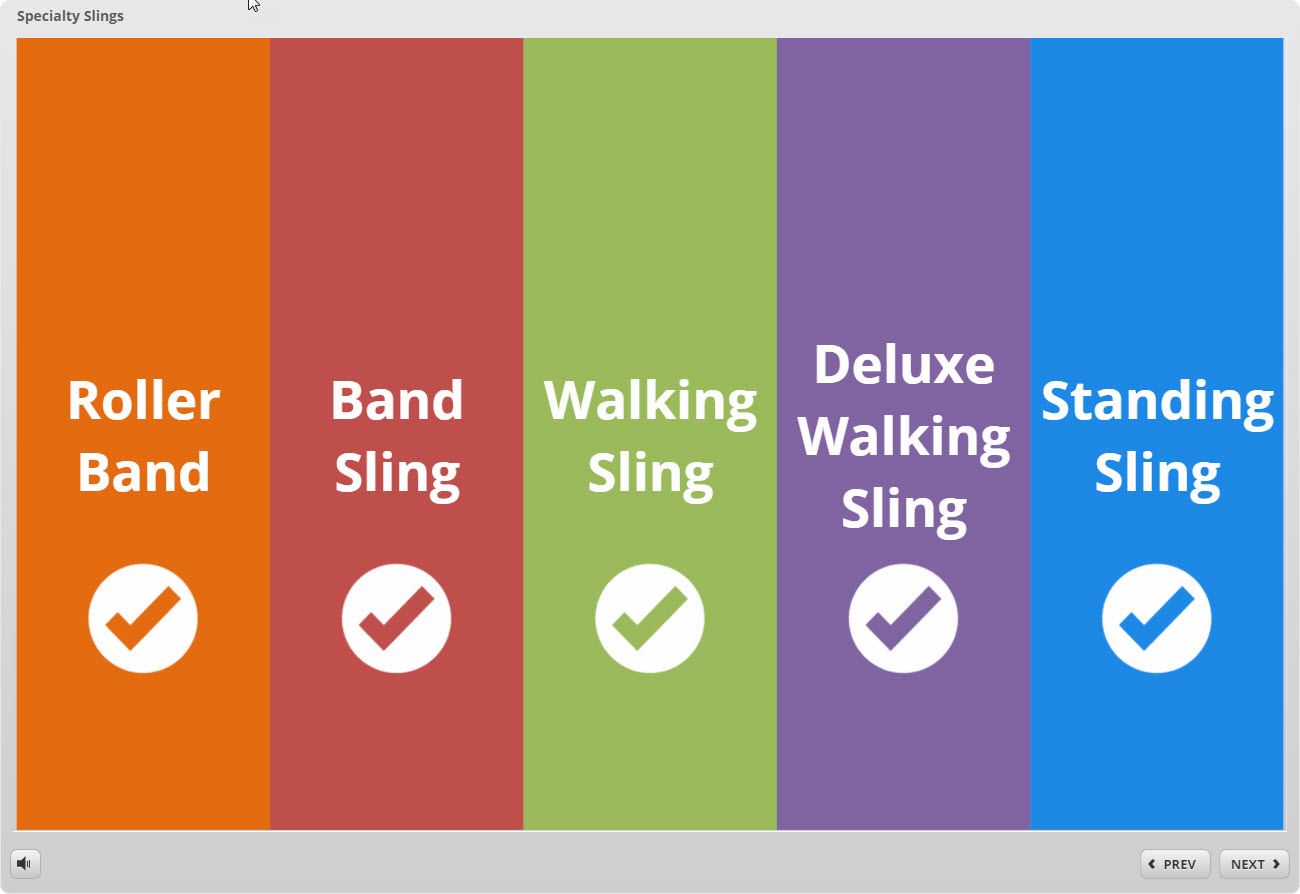 Specialty Slings
Roller
Band
Band
Sling
Walking
Sling
Deluxe
Walking
Sling
Standing
Sling
PREV
NEXT